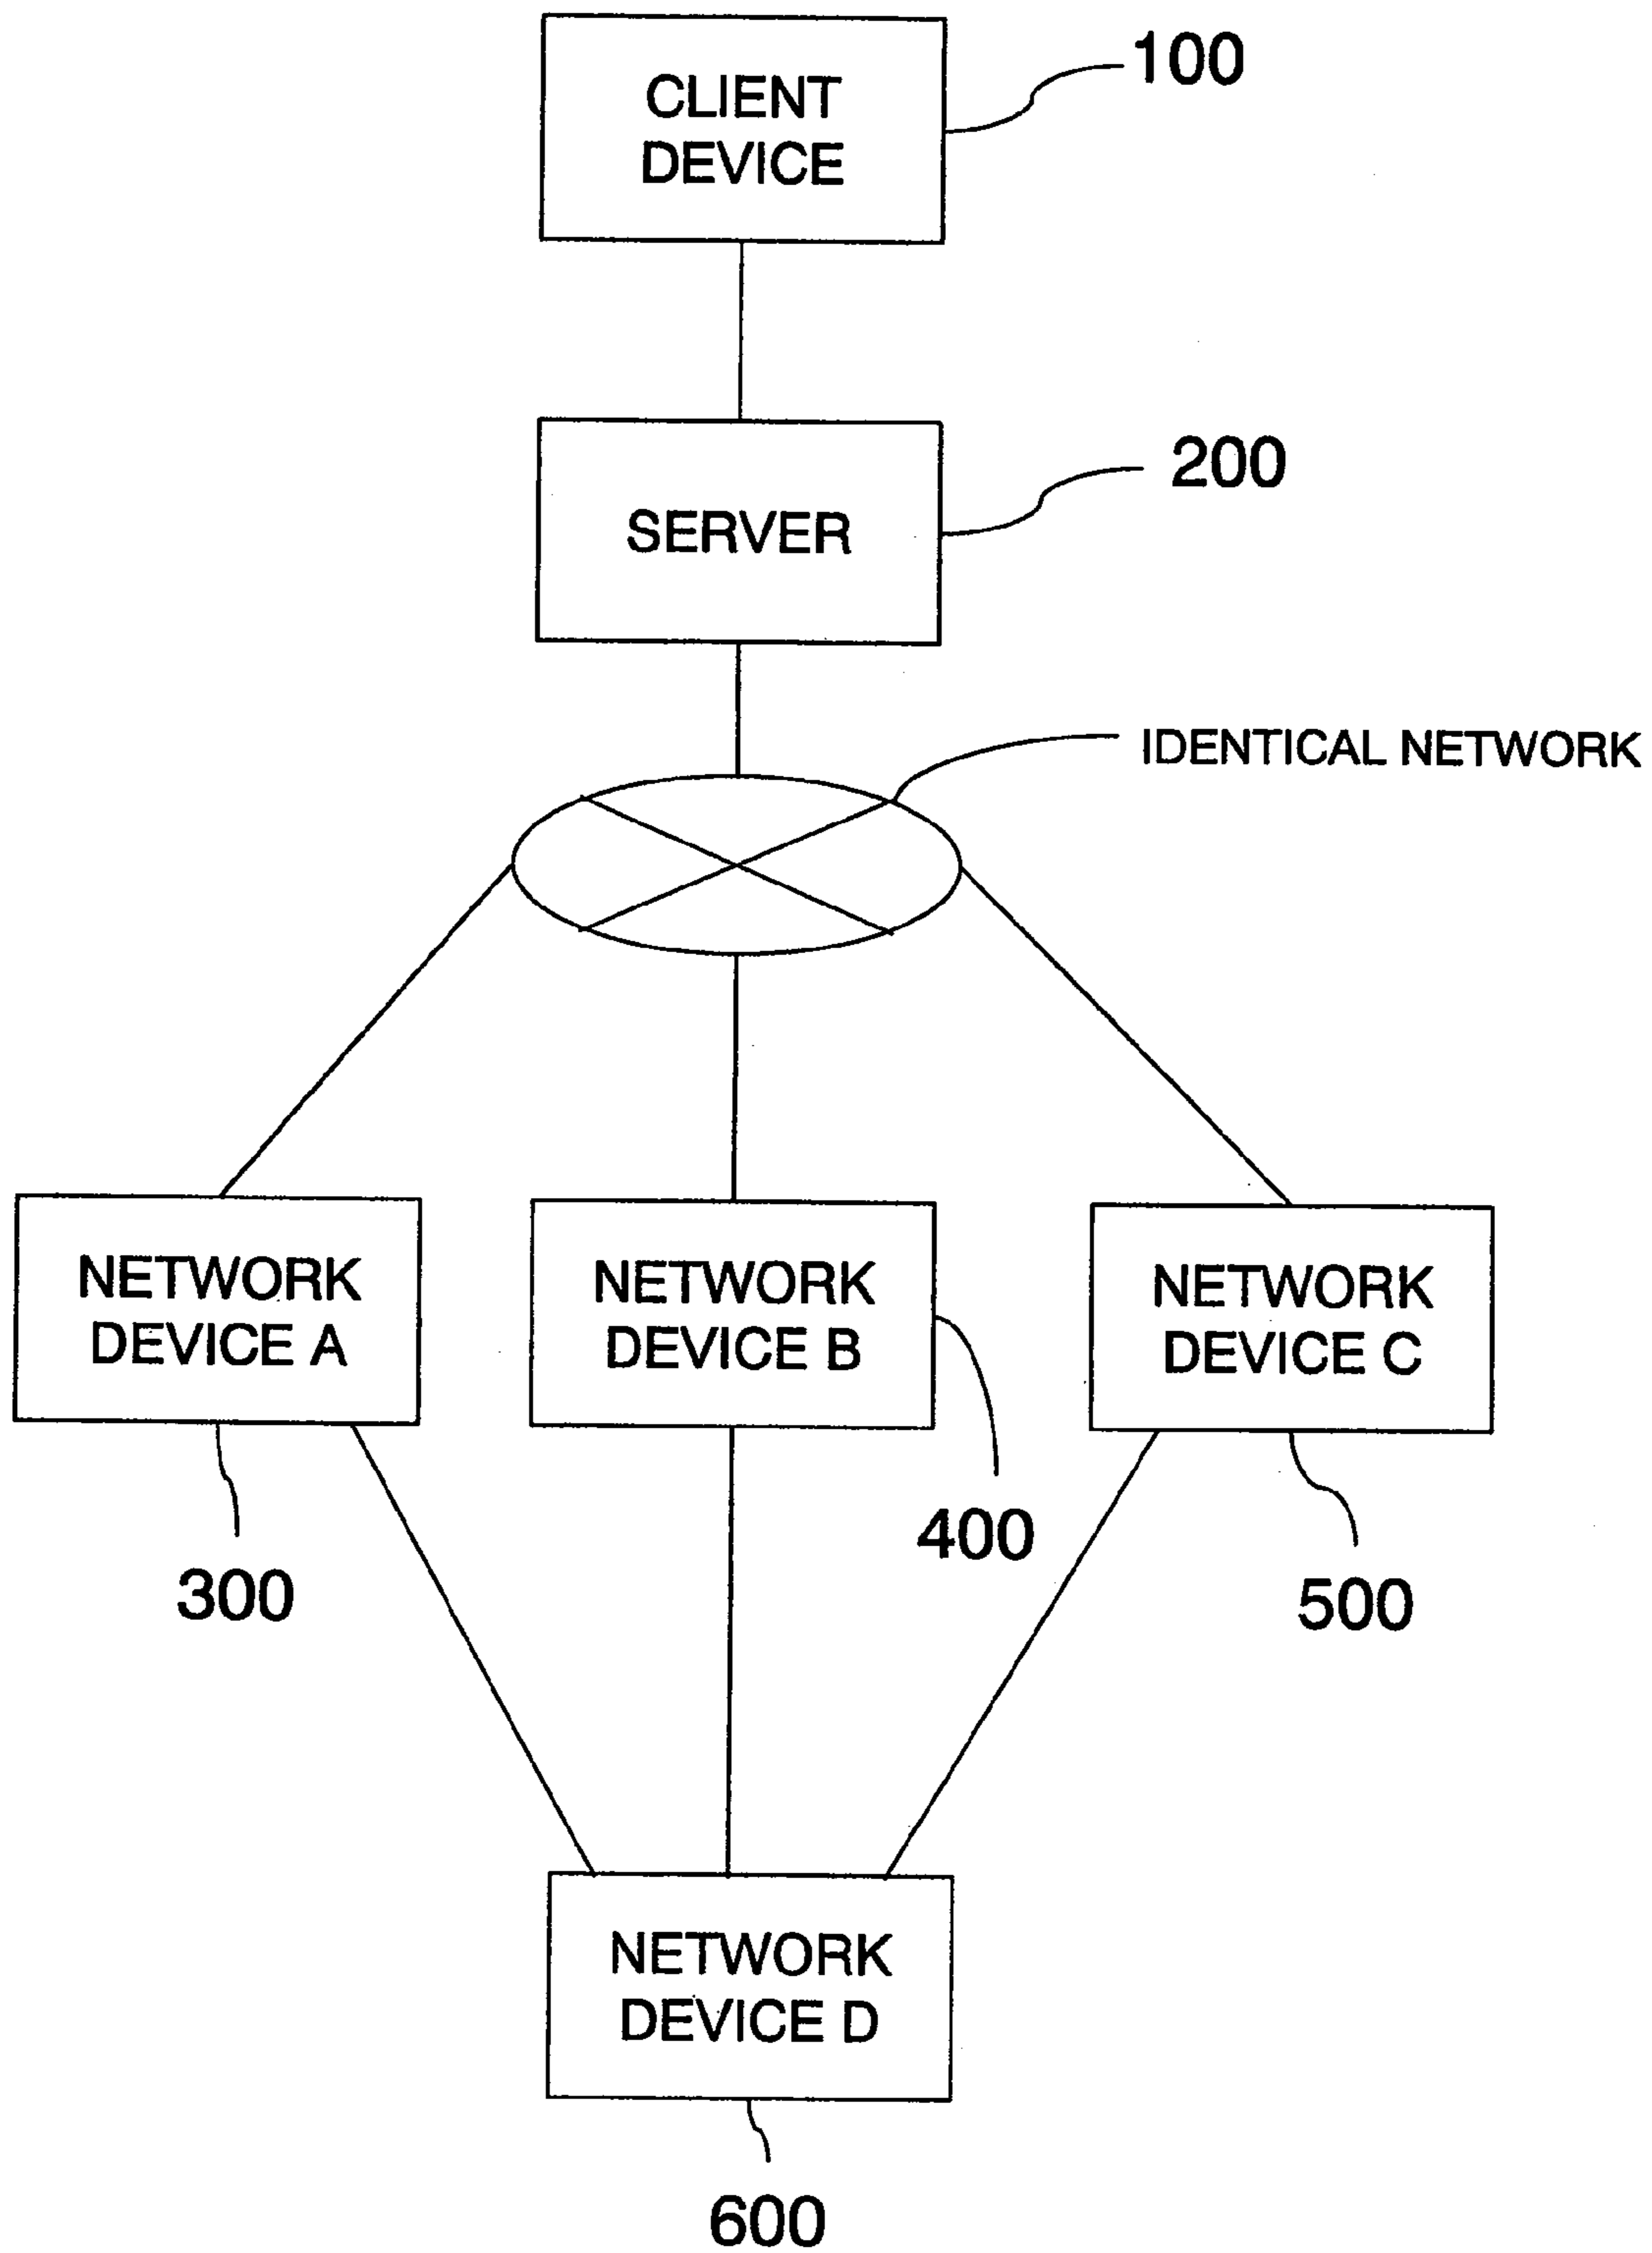 CLIENT
DEVICE
100
SERVER
200
IDENTICAL NETWORK
NETWORK
DEVICE A
NETWORK
DEVICE B
NETWORK
DEVICE C
300
400
500
NETWORK
DEVICE D
600